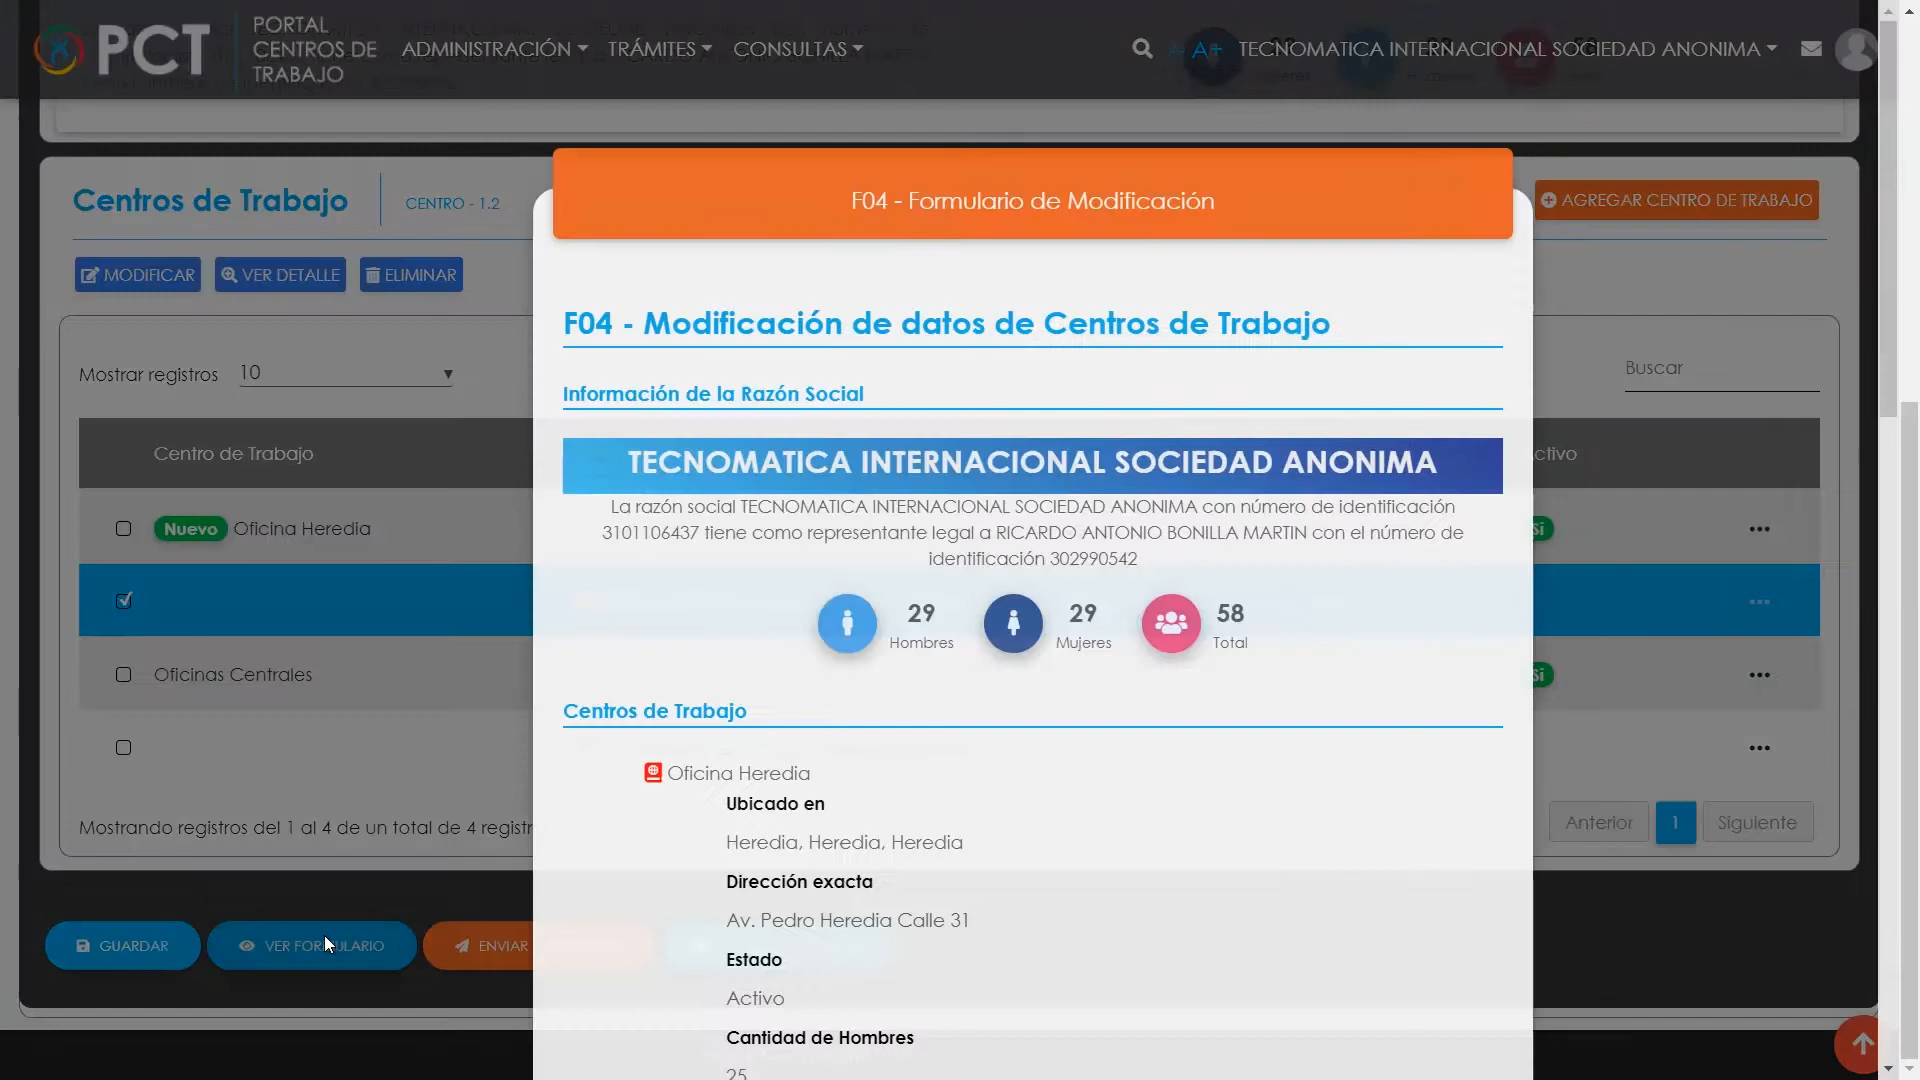 PCT
PORTAL
CENTROS DE
TRABAJO
ADMINISTRACIÓN
TRÁMITES
CONSULTAS
A+
TECNOMATICA INTERNACIONAL SOCIEDAD ANONIMA
Centros de Trabajo
CENTRO - 1.2
AGREGAR CENTRO DE TRABAJO
MODIFICAR
VER DETALLE
ELIMINAR
Mostrar registros 10
Buscar
Centro de Trabajo
Nuevo Oficina Heredia
Si
Oficinas Centrales
Si
Mostrando registros del 1 al 4 de un total de 4
Anterior
1
Siguiente
GUARDAR
VER FORMULARIO
ENVIAR
F04 - Formulario de Modificación
F04 - Modificación de datos de Centros de Trabajo
Información de la Razón Social
TECNOMATICA INTERNACIONAL SOCIEDAD ANONIMA
La razón social TECNOMATICA INTERNACIONAL SOCIEDAD ANONIMA con número de identificación
3101106437 tiene como representante legal a RICARDO ANTONIO BONILLA MARTIN con el número de
identificación 302990542
29
Hombres
29
Mujeres
58
Total
Centros de Trabajo
Oficina Heredia
Ubicado en
Heredia, Heredia, Heredia
Dirección exacta
Av. Pedro Heredia Calle 31
Estado
Activo
Cantidad de Hombres
25